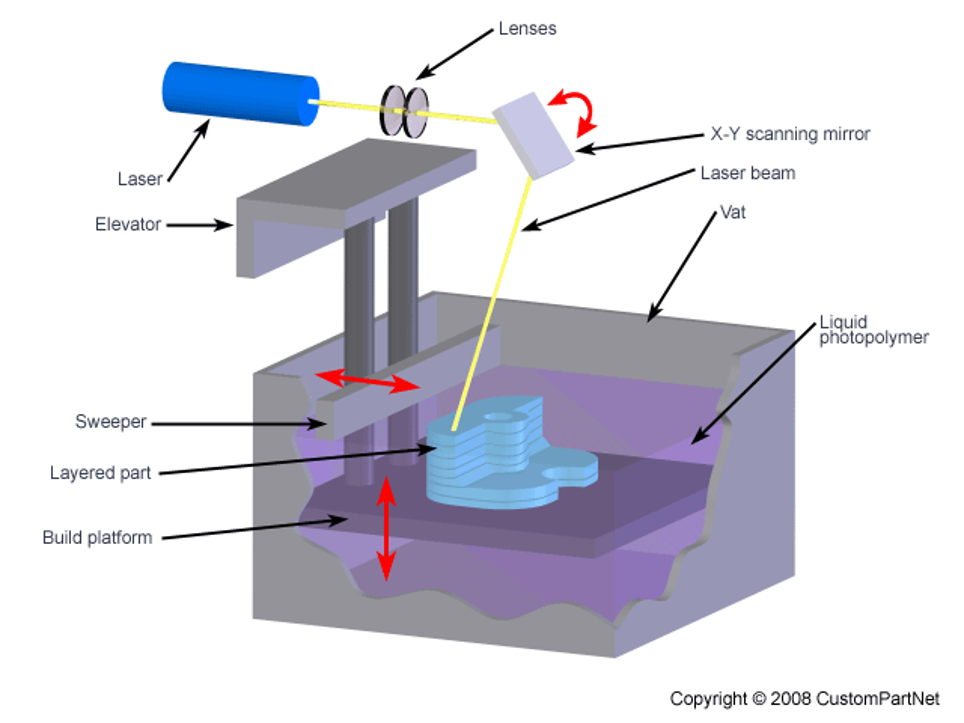 Lenses
X-Y scanning mirror
Laser beam
Laser
Vat
Elevator
Liquid
photopolymer
Sweeper
Layered part
Build platform
Copyright © 2008 CustomPartNet